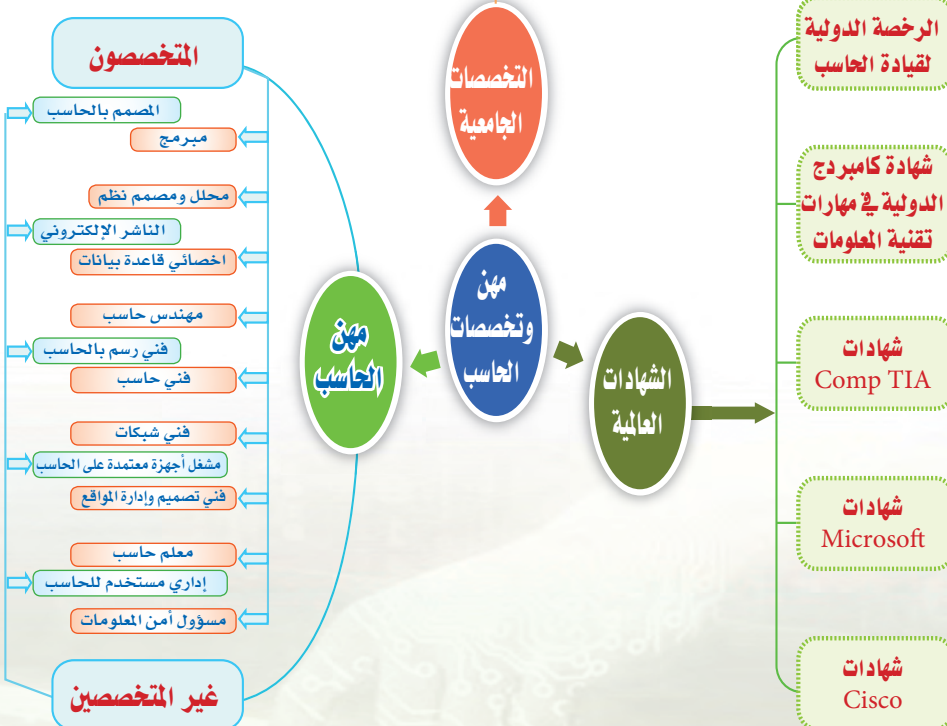 الرخصة الدولية
لقيادة الحاسب
شهادة كامبردج
الدولية في مهارات
تقنية المعلومات
شهادات
Comp TIA
شهادات
Microsoft
شهادات
Cisco
التخصصات
الجامعية
مهن
وتخصصات
الحاسب
الشهادات
العالمية
مهن
الحاسب
المتخصصون
المصمم بالحاسب
مبرمج
محلل ومصمم نظم
الناشر الإلكتروني
اخصائي قاعدة بيانات
مهندس حاسب
فني رسم بالحاسب
فني حاسب
فني شبكات
مشغل أجهزة معتمدة على الحاسب
فني تصميم وإدارة المواقع
معلم حاسب
إداري مستخدم للحاسب
مسؤول أمن المعلومات
غير المتخصصين